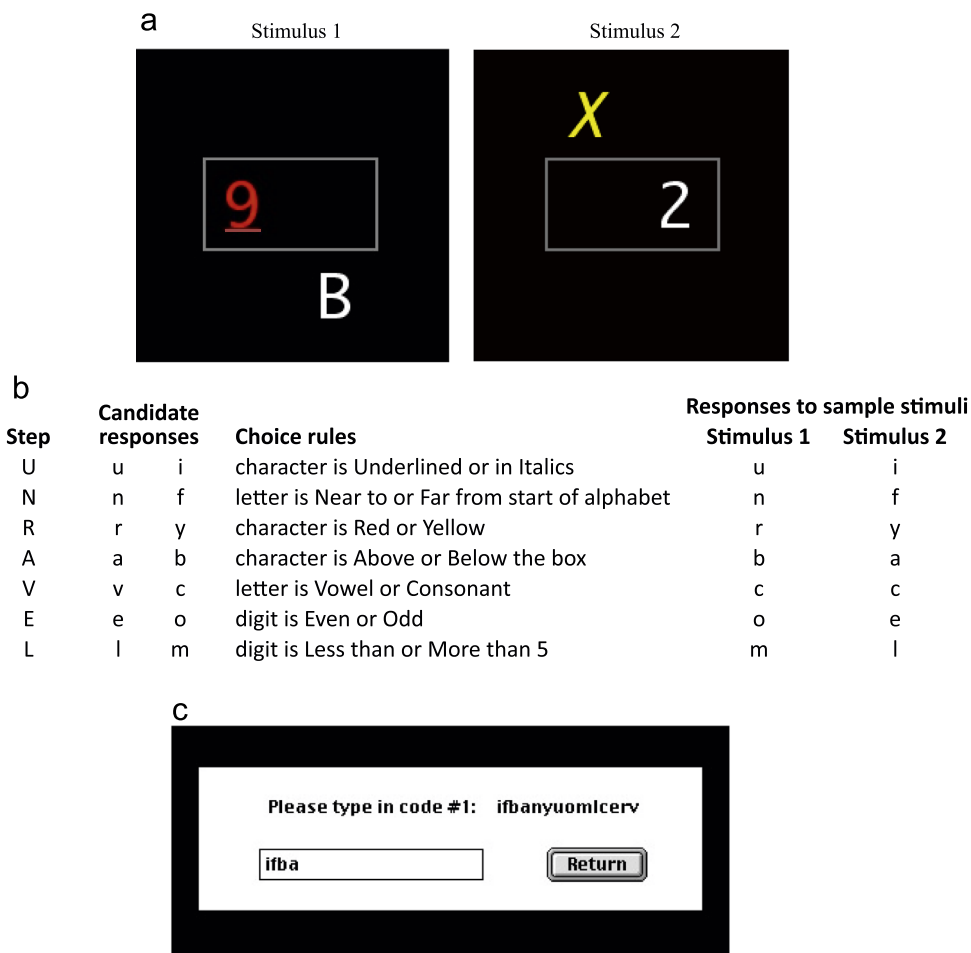 a
Stimulus 1 Stimulus 2
X
9 2
B
b
Candidate Responses to sample stimuli
Step responses Choice rules Stimulus 1 Stimulus 2
U u i character is Underlined or in Italics u i
N n f letter is Near to or Far from start of alphabet n f
R r y character is Red or Yellow r y
A a b character is Above or Below the box b a
V v c letter is Vowel or Consonant c c
E e o digit is Even or Odd o e
L l m digit is Less than or More than 5 m l
c
Please type in code #1: ifbanyuomlcerv
ifba Return